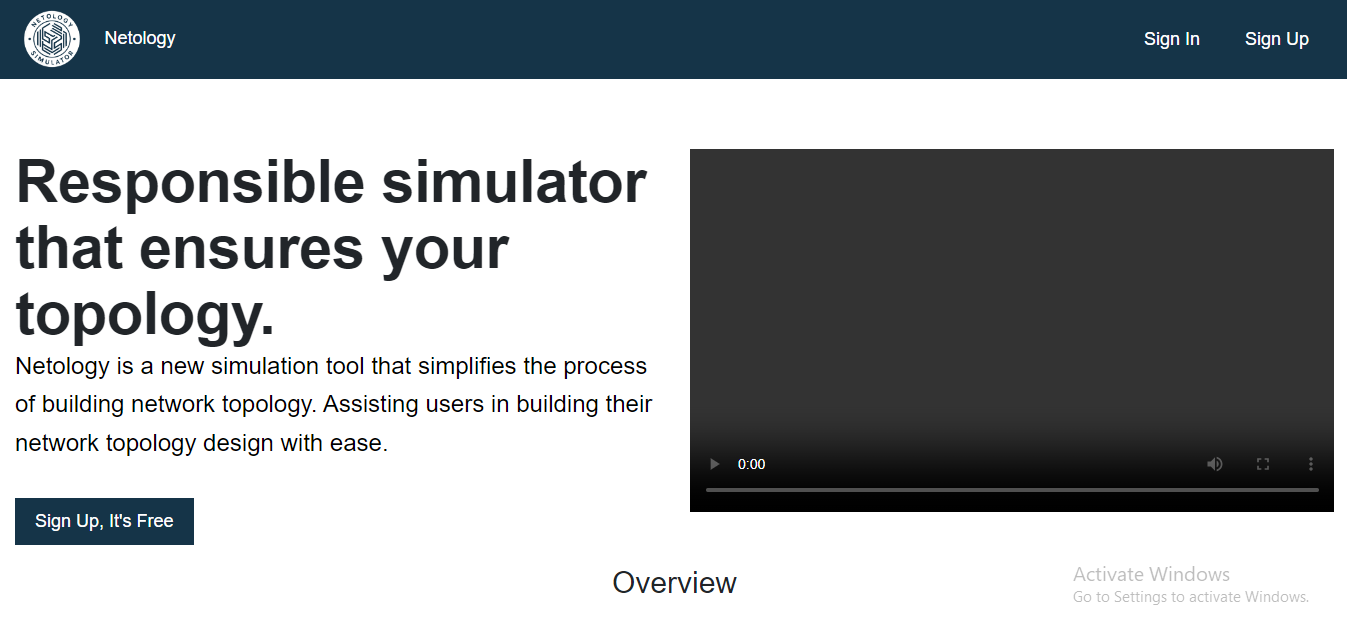 NETOLOGY
SIMULATOR
Netology
Sign In
Sign Up
Responsible simulator
that ensures your
topology.
Netology is a new simulation tool that simplifies the process
of building network topology. Assisting users in building their
network topology design with ease.
0:00
Sign Up, It's Free
Overview
Activate Windows
Go to Settings to activate Windows.